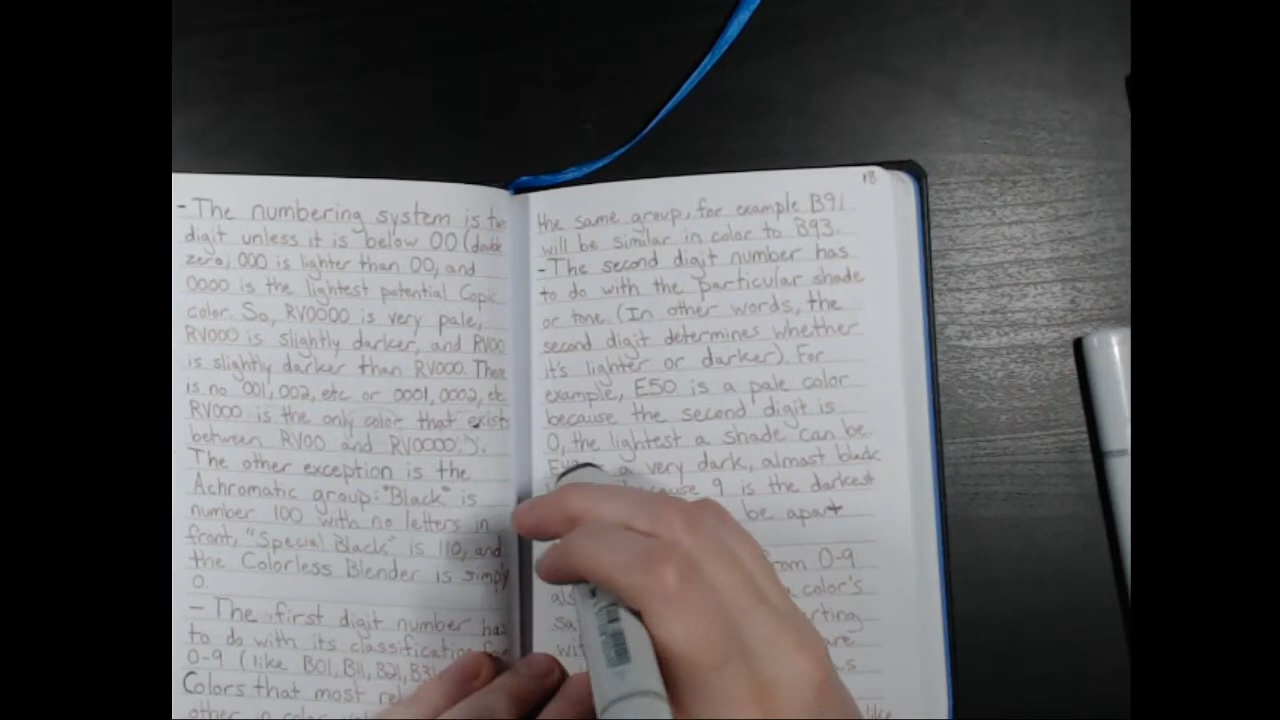 - The numbering system is two
digit unless it is below 00 (double
zero; 000 is lighter than 00, and
0000 is the lightest potential Copic
color. So, RV0000 is very pale,
RV000 is slightly darker, and RV00
is slightly darker than RV000. There
is no 001, 002, etc or 0001, 0002, etc
RV000 is the only color that exists
between RV00 and RV0000.).
The other exception is the
Achromatic group: "Black" is
number 100 with no letters in
front, "Special Black" is 110, and
the Colorless Blender is simply
0.
- The first digit number has
to do with its classification
0-9 (like B01, B11, B21, B31
Colors that most
other in color
18
the same group, for example B91
will be similar in color to B93.
- The second digit number has
to do with the particular shade
or tone. (In other words, the
second digit determines whether
it's lighter or darker). For
example, E50 is a pale color
because the second digit is
0, the lightest a shade can be.
a very dark, almost black
9 is the darkest
be apart
from 0-9
color's
are
like